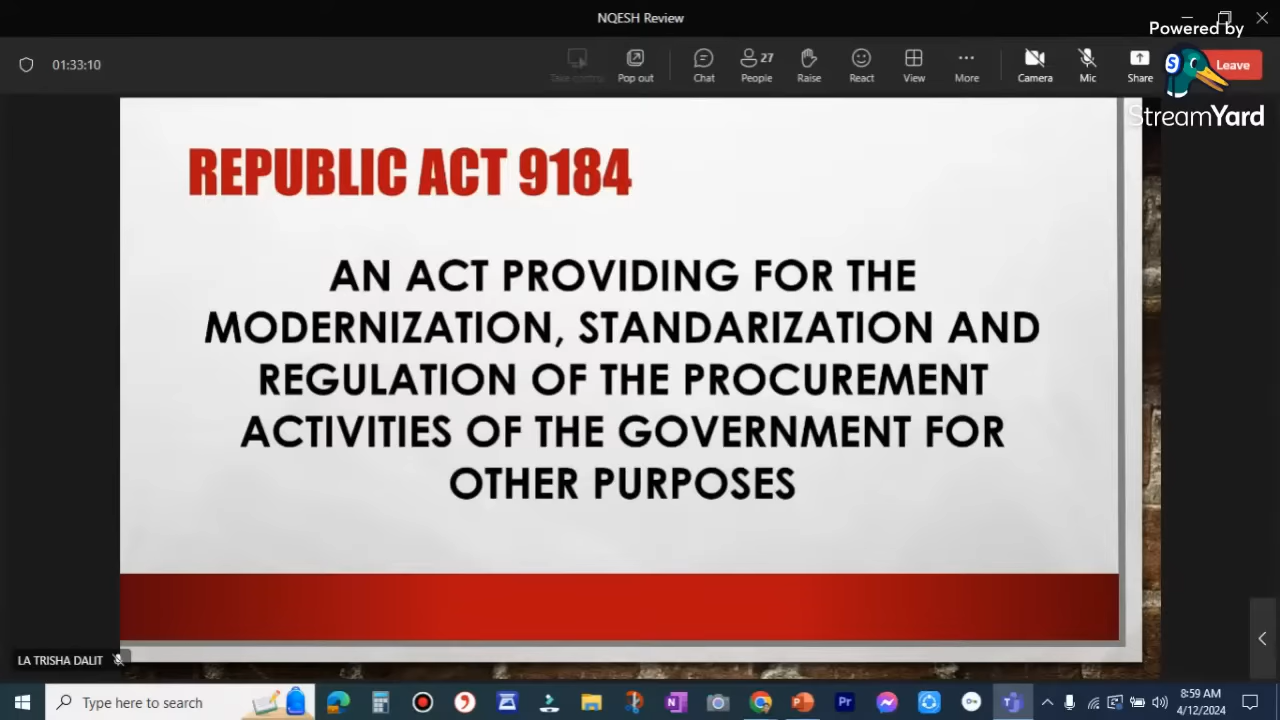 NQESH Review
Powered by
01:33:10
Take control
Pop out
Chat
27
People
Raise
React
View
More
Camera
Mic
Share
Leave
StreamYard
REPUBLIC ACT 9184
AN ACT PROVIDING FOR THE
MODERNIZATION, STANDARIZATION AND
REGULATION OF THE PROCUREMENT
ACTIVITIES OF THE GOVERNMENT FOR
OTHER PURPOSES
LA TRISHA DALIT
Type here to search
8:59 AM
4/12/2024